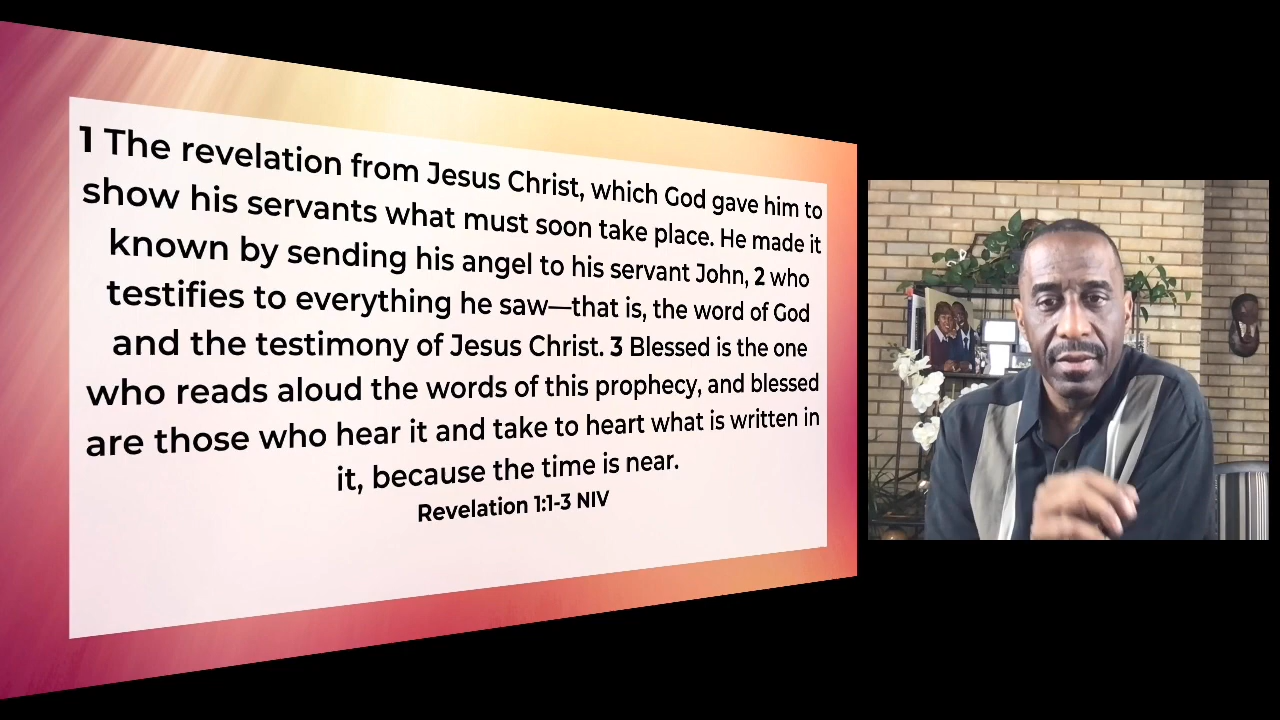 1 The revelation from Jesus Christ, which God gave him to
show his servants what must soon take place. He made it
known by sending his angel to his servant John, 2 who
testifies to everything he saw—that is, the word of God
and the testimony of Jesus Christ. 3 Blessed is the one
who reads aloud the words of this prophecy, and blessed
are those who hear it and take to heart what is written in
it, because the time is near.
Revelation 1:1-3 NIV